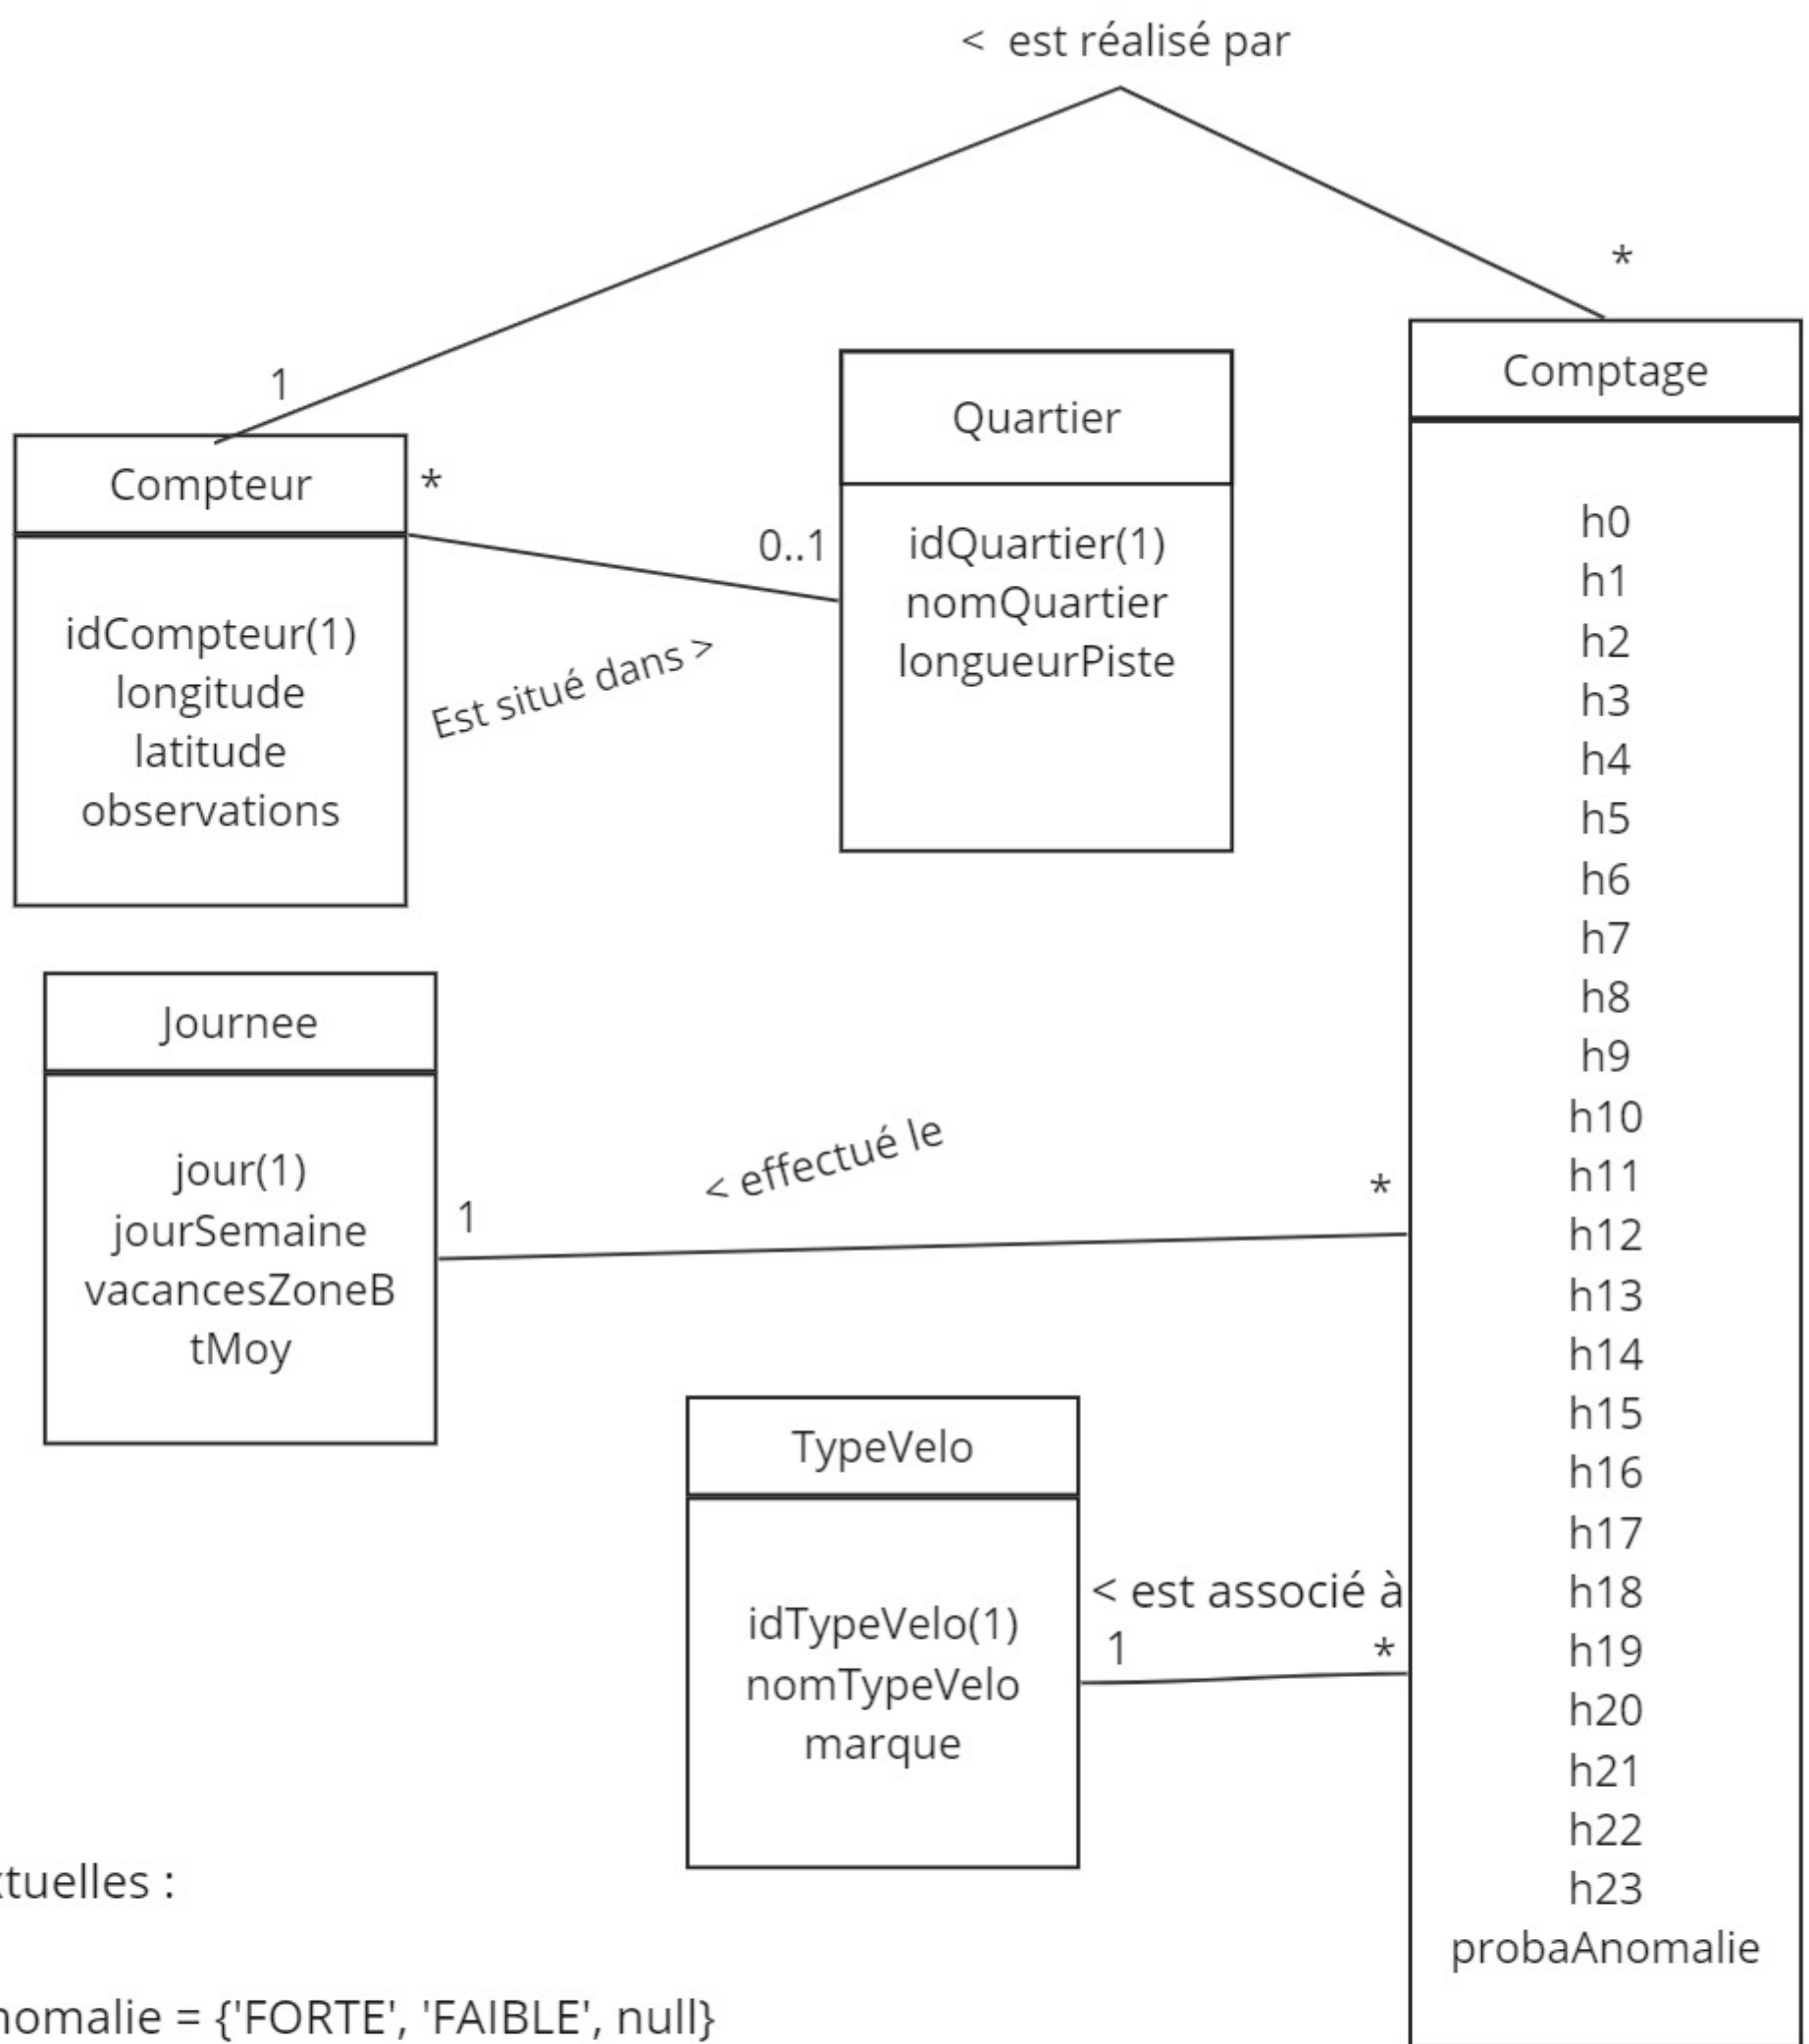 < est réalisé par
1
*
Compteur
idCompteur(1)
longitude
latitude
observations
*
0..1
Est situé dans >
Quartier
idQuartier(1)
nomQuartier
longueurPiste
Comptage
h0
h1
h2
h3
h4
h5
h6
h7
h8
h9
h10
h11
h12
h13
h14
h15
h16
h17
h18
h19
h20
h21
h22
h23
probaAnomalie
Journee
jour(1)
jourSemaine
vacancesZoneB
tMoy
1
< effectué le
*
TypeVelo
idTypeVelo(1)
nomTypeVelo
marque
< est associé à
1
*
tuelles :
nomalie = {'FORTE', 'FAIBLE', null}